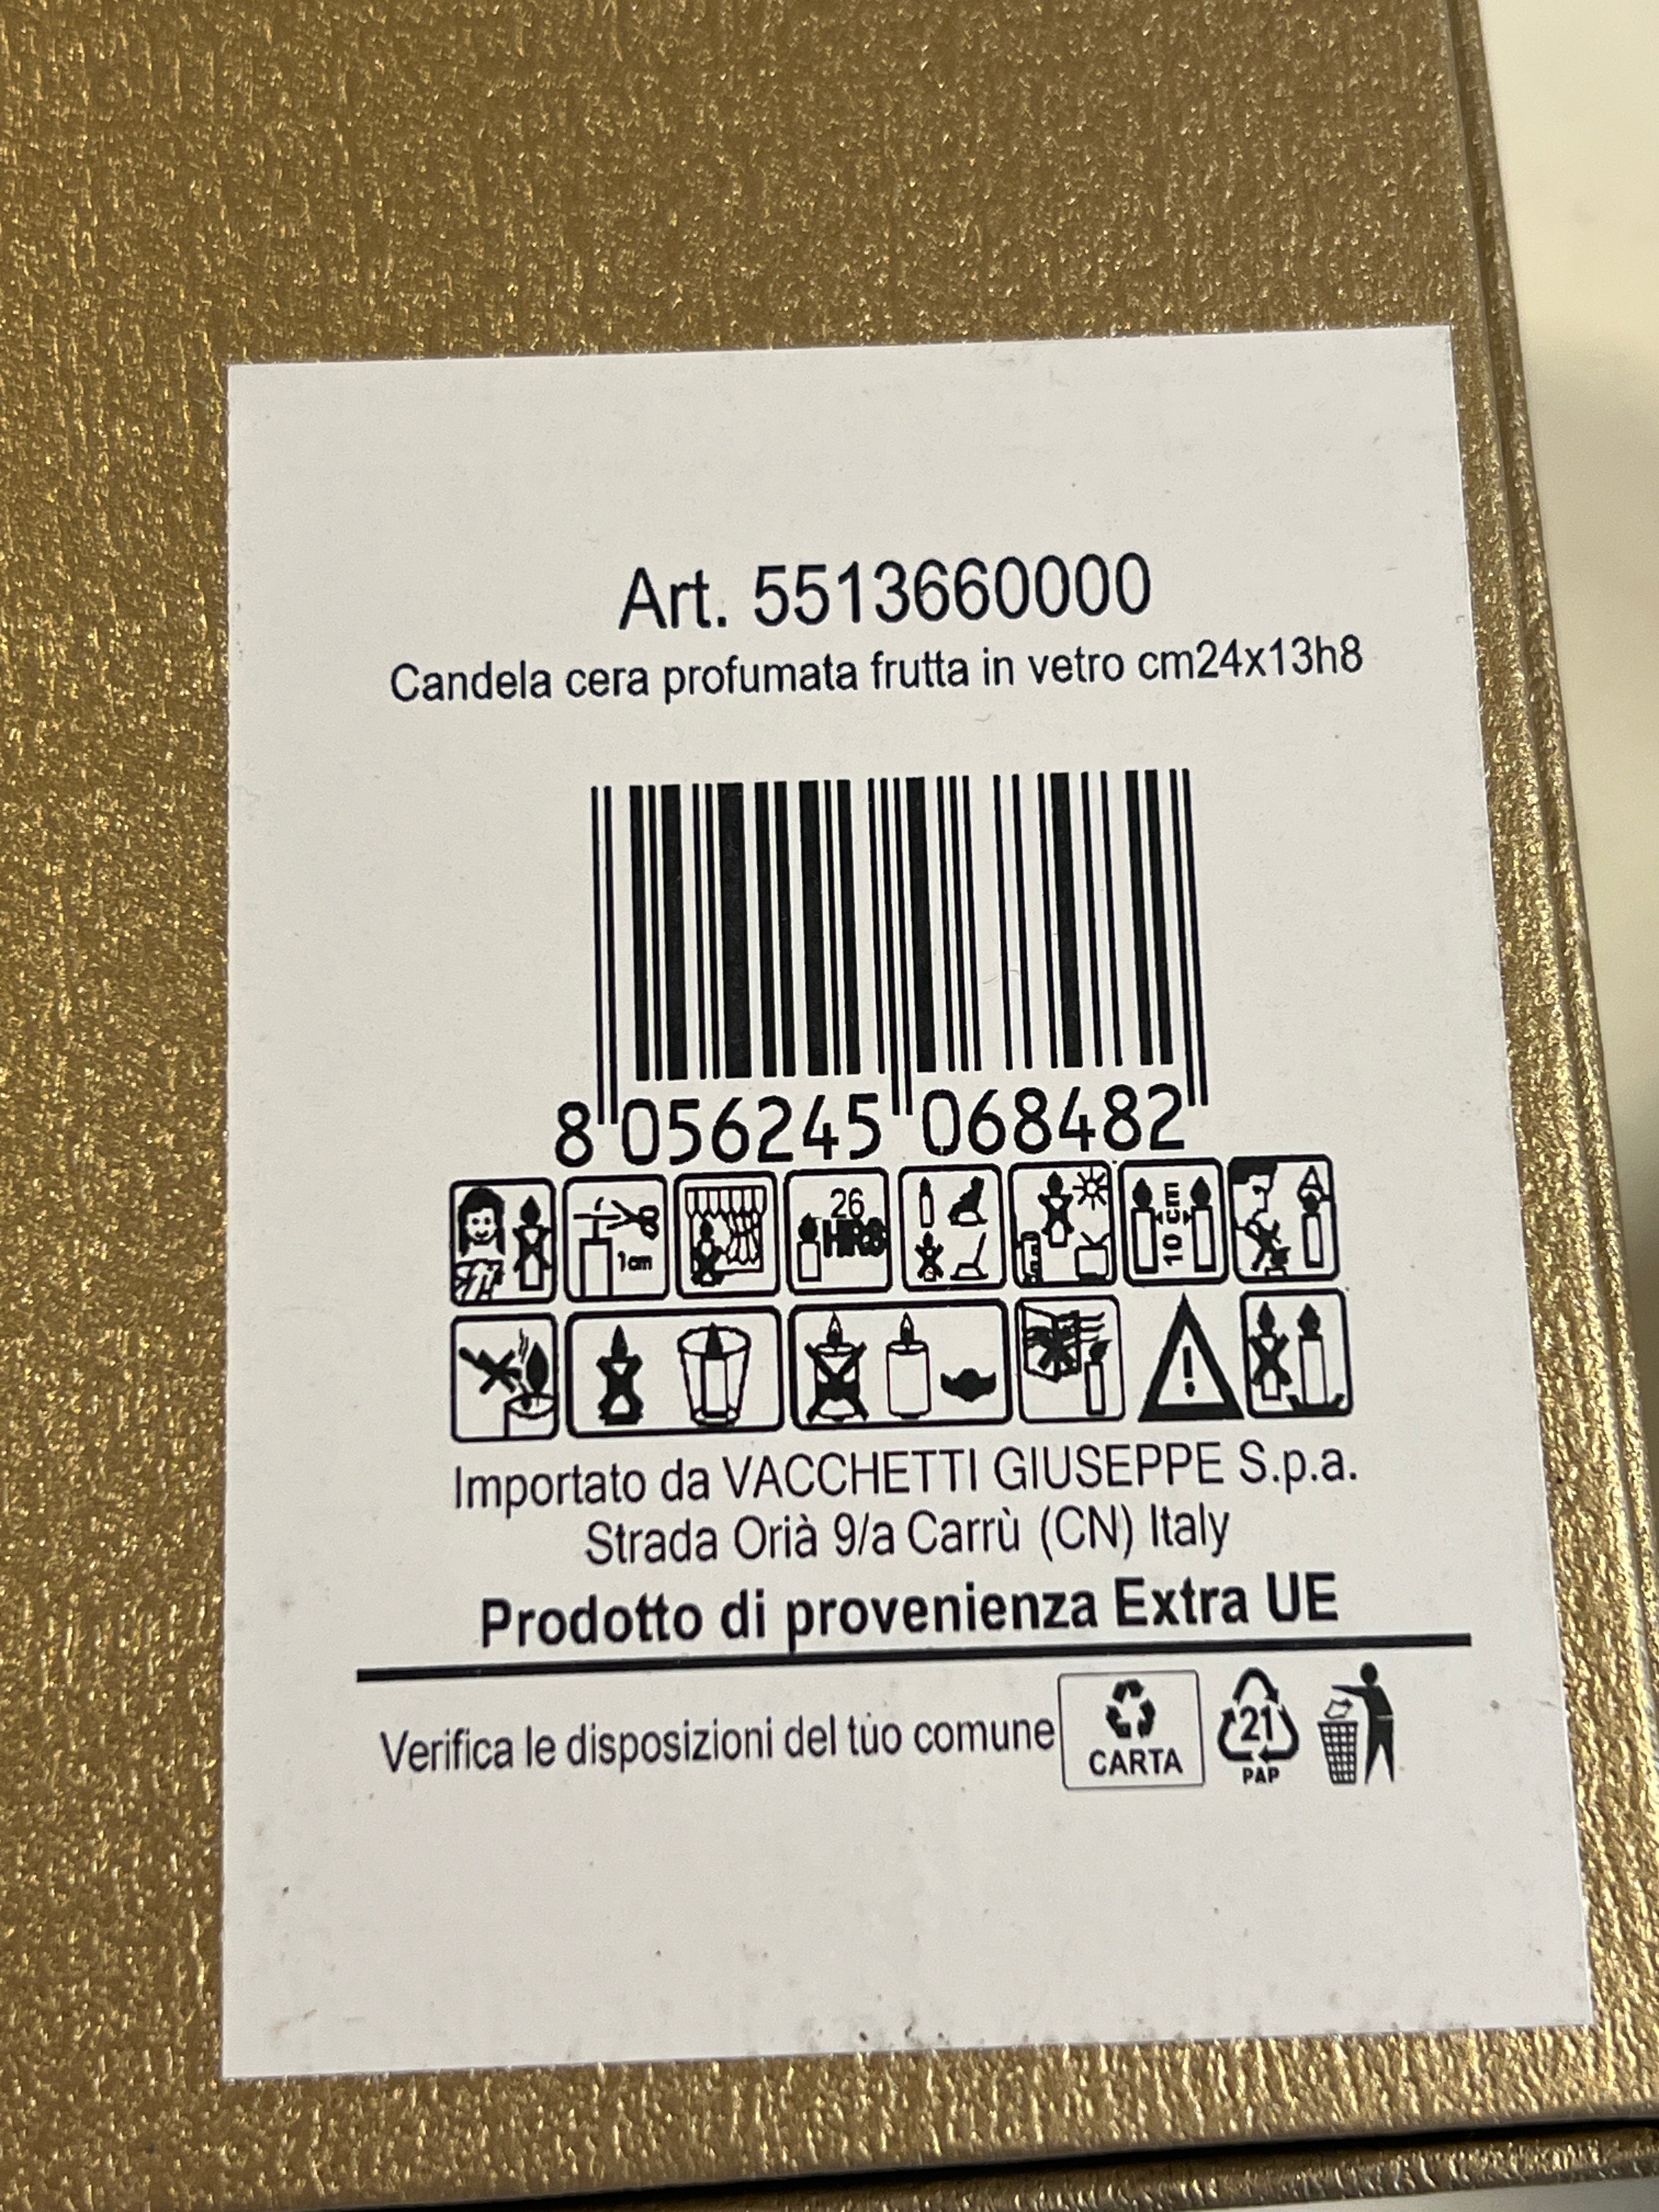 Art. 5513660000
Candela cera profumata frutta in vetro cm24x13h8
8 056245 068482
1cm
26
HRS
10 cm
Importato da VACCHETTI GIUSEPPE S.p.a.
Strada Orià 9/a Carrù (CN) Italy
Prodotto di provenienza Extra UE
Verifica le disposizioni del tuo comune
CARTA
21
PAP